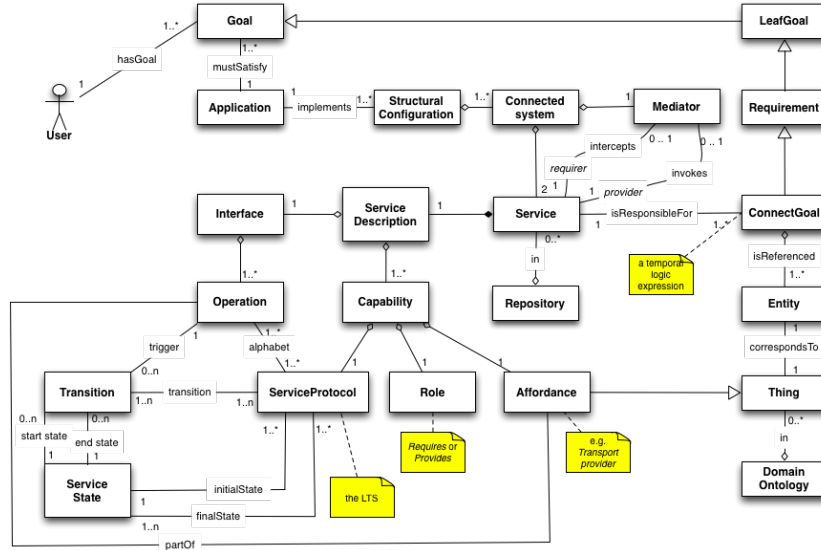 Goal
LeafGoal
1..*
hasGoal
1..*
mustSatisfy
1
1
User
Application
1
implements
1..*
Structural
Configuration
1..*
Connected
system
1
Mediator
Requirement
intercepts
0 .. 1
0 .. 1
requirer
invokes
1
provider
2
1
Interface
1
Service
Description
1
Service
isResponsibleFor
1
1..*
ConnectGoal
0..*
in
a temporal
logic
expression
isReferenced
1..*
1..*
1..*
Operation
Capability
Repository
Entity
trigger
1
1..*
alphabet
1
correspondsTo
0..n
1..*
1
1
1
1
Transition
transition
1..n
1..n
ServiceProtocol
Role
Affordance
Thing
0..n
0..n
1..*
1..*
0..*
start state
end state
Requires or
Provides
e.g.
Transport
provider
in
1
1
Service
State
initialState
1
the LTS
Domain
Ontology
finalState
1..n
partOf